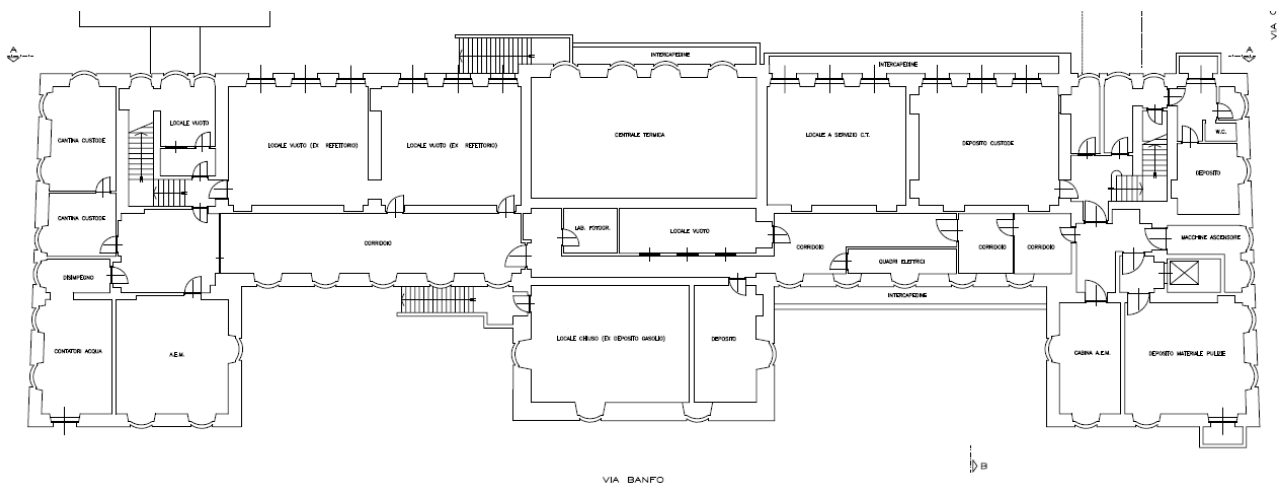 VIA C
A
A
INTERCAPEDINE
INTERCAPEDINE
CANTINA CUSTODE
LOCALE VUOTO
LOCALE VUOTO (EX REFETTORIO)
LOCALE VUOTO (EX REFETTORIO)
CENTRALE TERMICA
LOCALE A SERVIZIO C.T.
DEPOSITO CUSTODE
W.C.
DEPOSITO
CANTINA CUSTODE
CORRIDOIO
LAB. FOTOGR.
LOCALE VUOTO
CORRIDOIO
CORRIDOIO
CORRIDOIO
MACCHINE ASCENSORE
QUADRI ELETTRICI
DISIMPEGNO
INTERCAPEDINE
CONTATORI ACQUA
A.E.M.
LOCALE CHIUSO (EX DEPOSITO GASOLIO)
DEPOSITO
CABINA A.E.M.
DEPOSITO MATERIALE PULIZIE
B
VIA BANFO